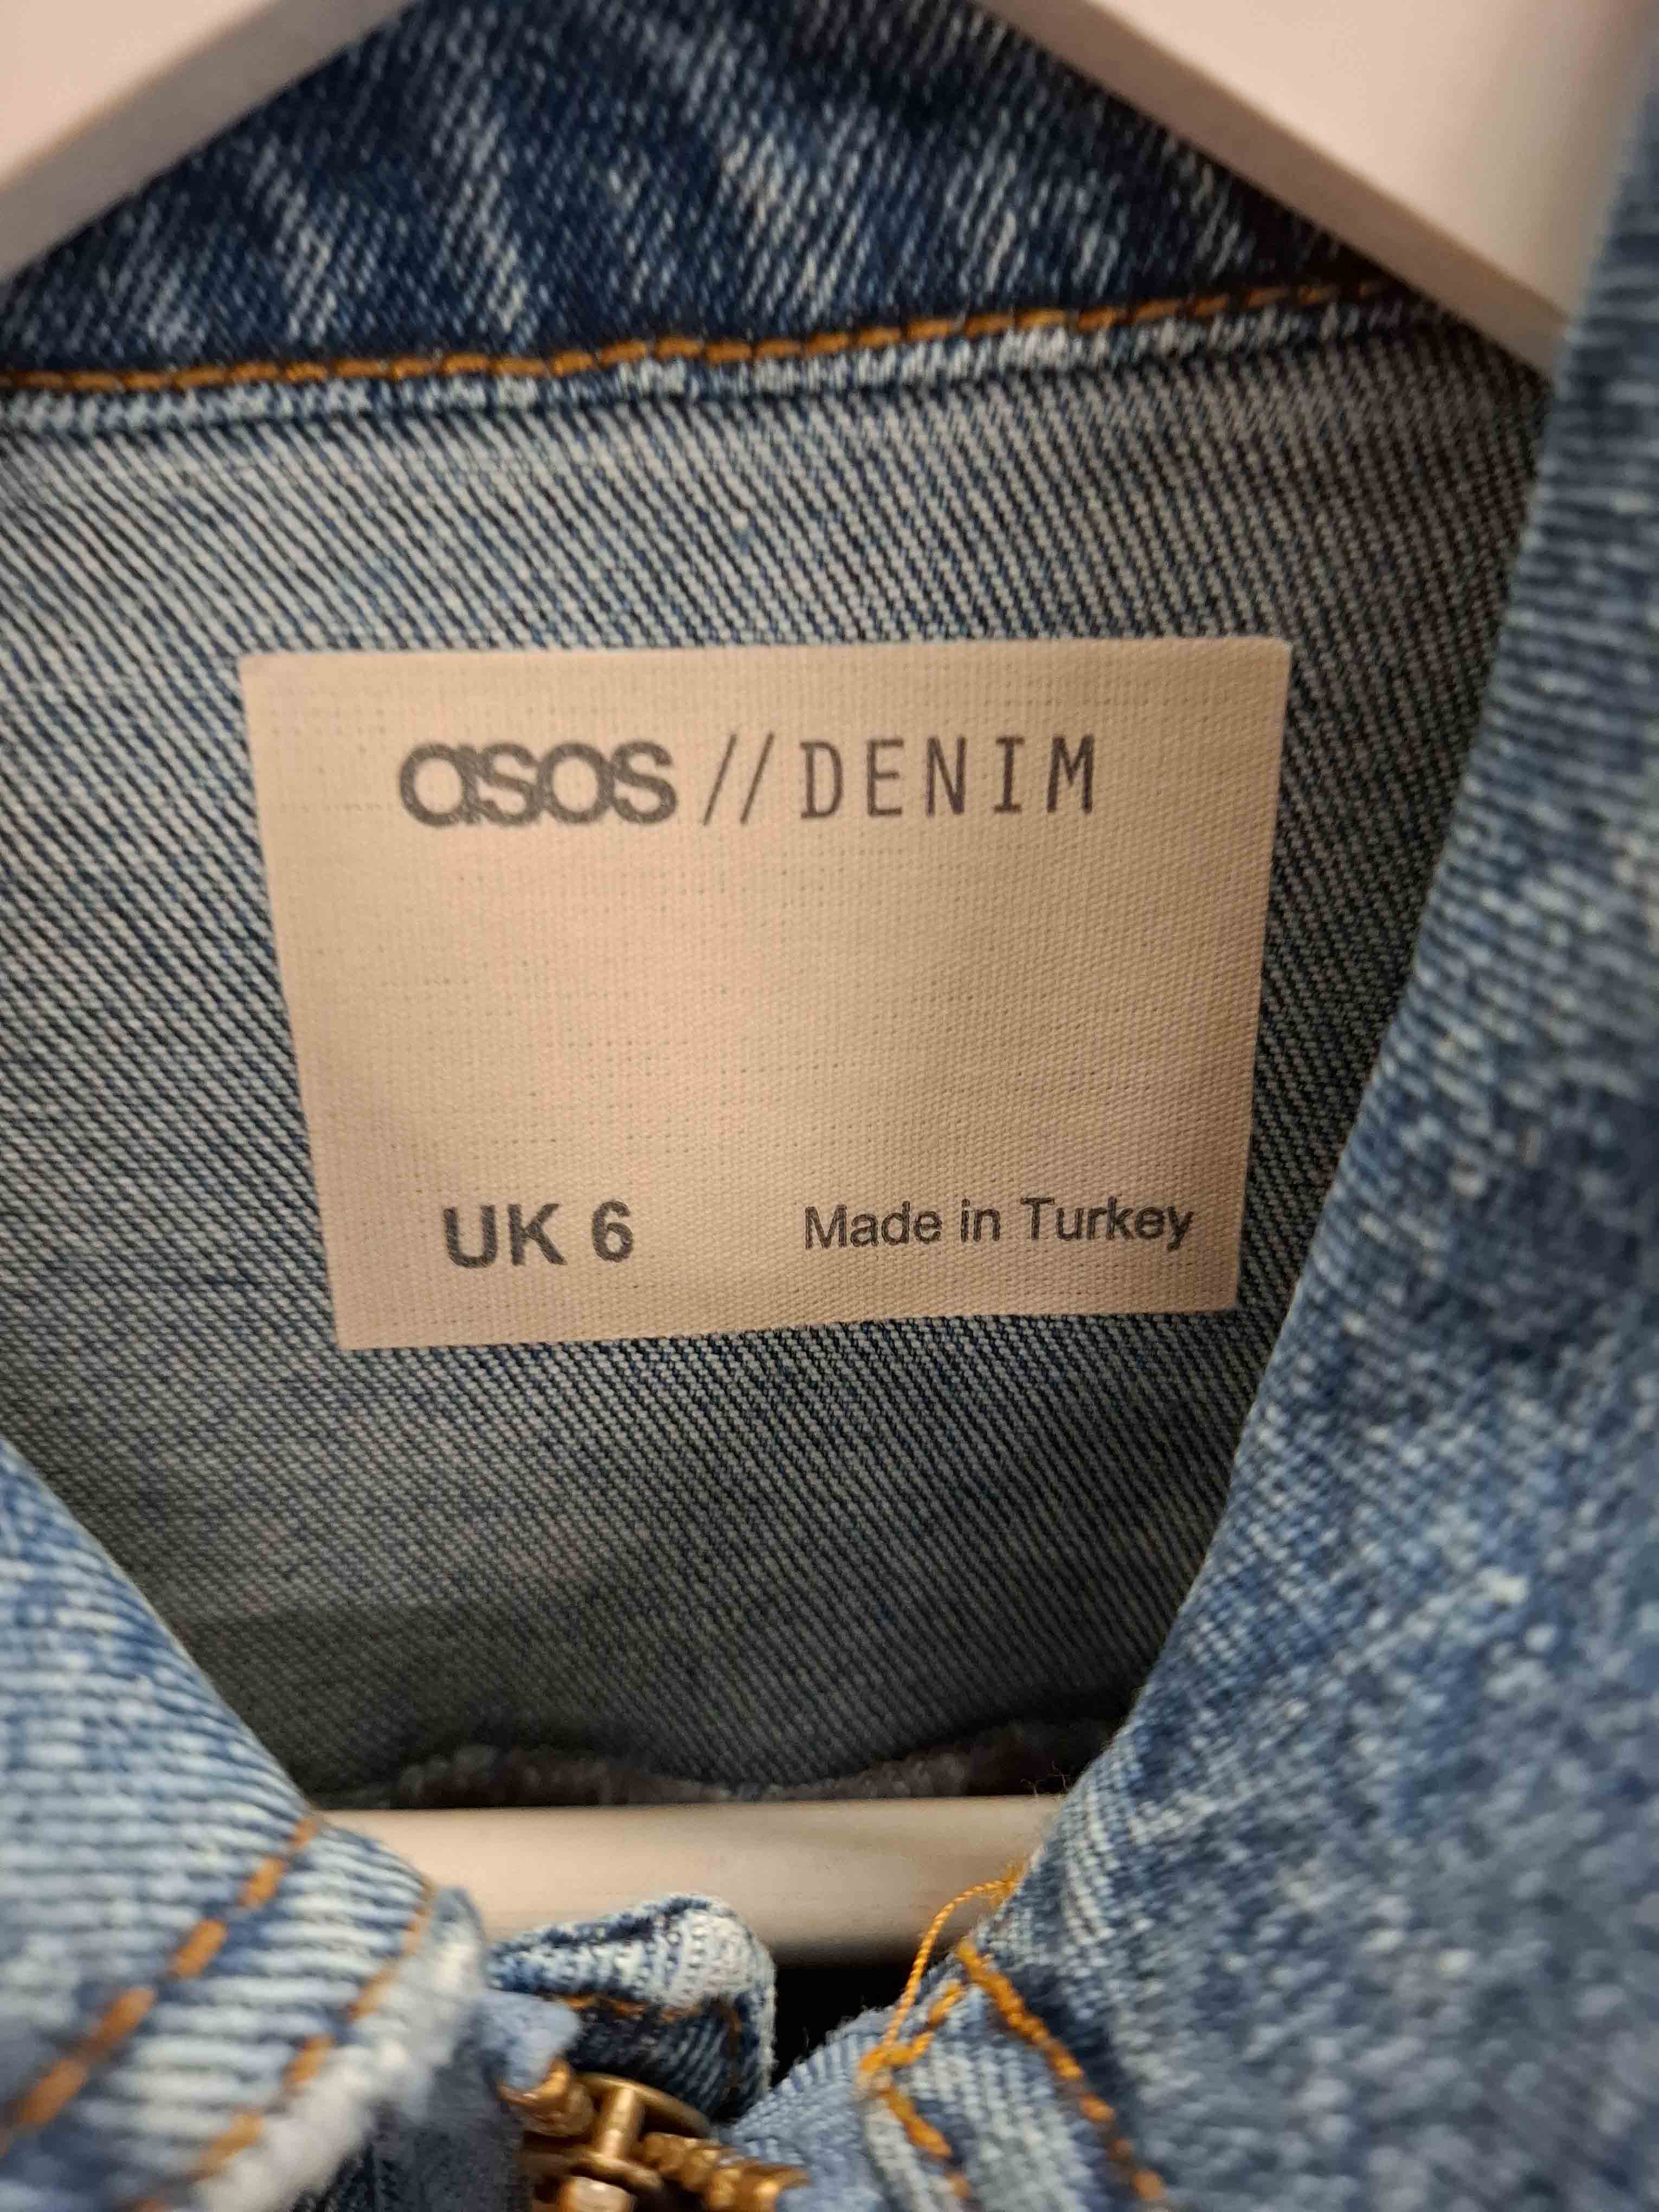 asos // DENIM
UK 6 Made in Turkey